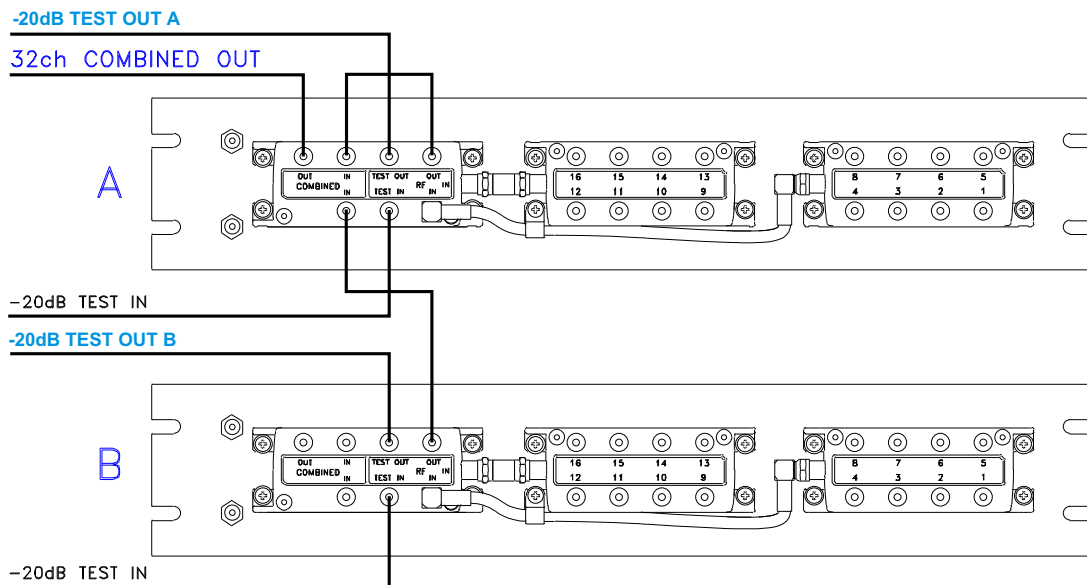 -20dB TEST OUT A
32ch COMBINED OUT
A
OUT IN TEST OUT OUT
COMBINED RF IN
IN TEST IN IN
16 15 14 13
12 11 10 9
8 7 6 5
4 3 2 1
-20dB TEST IN
-20dB TEST OUT B
B
OUT IN TEST OUT OUT
COMBINED RF IN
IN TEST IN IN
16 15 14 13
12 11 10 9
8 7 6 5
4 3 2 1
-20dB TEST IN